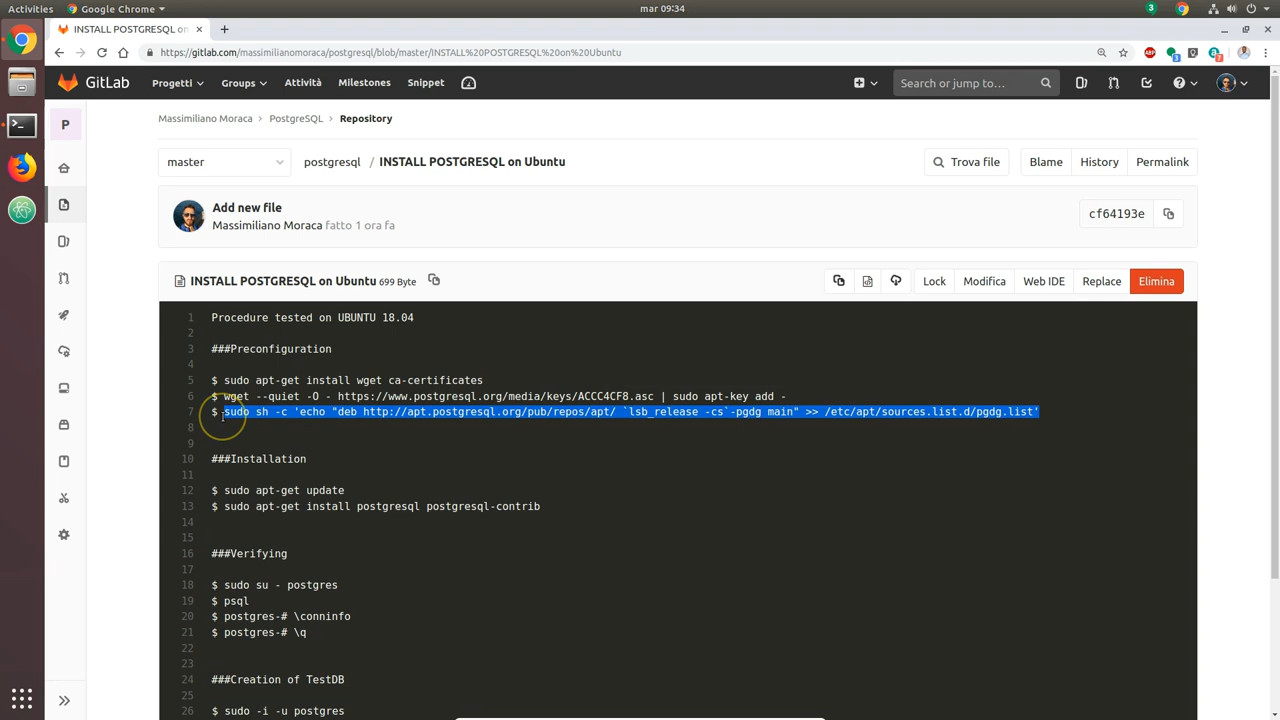 Activities Google Chrome
mar 09:34
3
INSTALL POSTGRESQL on
https://gitlab.com/massimilianomoraca/postgresql/blob/master/INSTALL%20POSTGRESQL%20on%20Ubuntu
ABP 3 7
GitLab Progetti Groups Attività Milestones Snippet Search or jump to…
P
Massimiliano Moraca PostgreSQL Repository
master postgresql / INSTALL POSTGRESQL on Ubuntu Trova file Blame History Permalink
Add new file
Massimiliano Moraca fatto 1 ora fa
cf64193e
INSTALL POSTGRESQL on Ubuntu 699 Byte Lock Modifica Web IDE Replace Elimina
1 Procedure tested on UBUNTU 18.04
2
3 ###Preconfiguration
4
5 $ sudo apt-get install wget ca-certificates
6 $ wget --quiet -O - https://www.postgresql.org/media/keys/ACCC4CF8.asc | sudo apt-key add -
7 $ sudo sh -c 'echo "deb http://apt.postgresql.org/pub/repos/apt/ `lsb_release -cs`-pgdg main" >> /etc/apt/sources.list.d/pgdg.list'
8
9
10 ###Installation
11
12 $ sudo apt-get update
13 $ sudo apt-get install postgresql postgresql-contrib
14
15
16 ###Verifying
17
18 $ sudo su - postgres
19 $ psql
20 $ postgres-# \conninfo
21 $ postgres-# \q
22
23
24 ###Creation of TestDB
25
26 $ sudo -i -u postgres